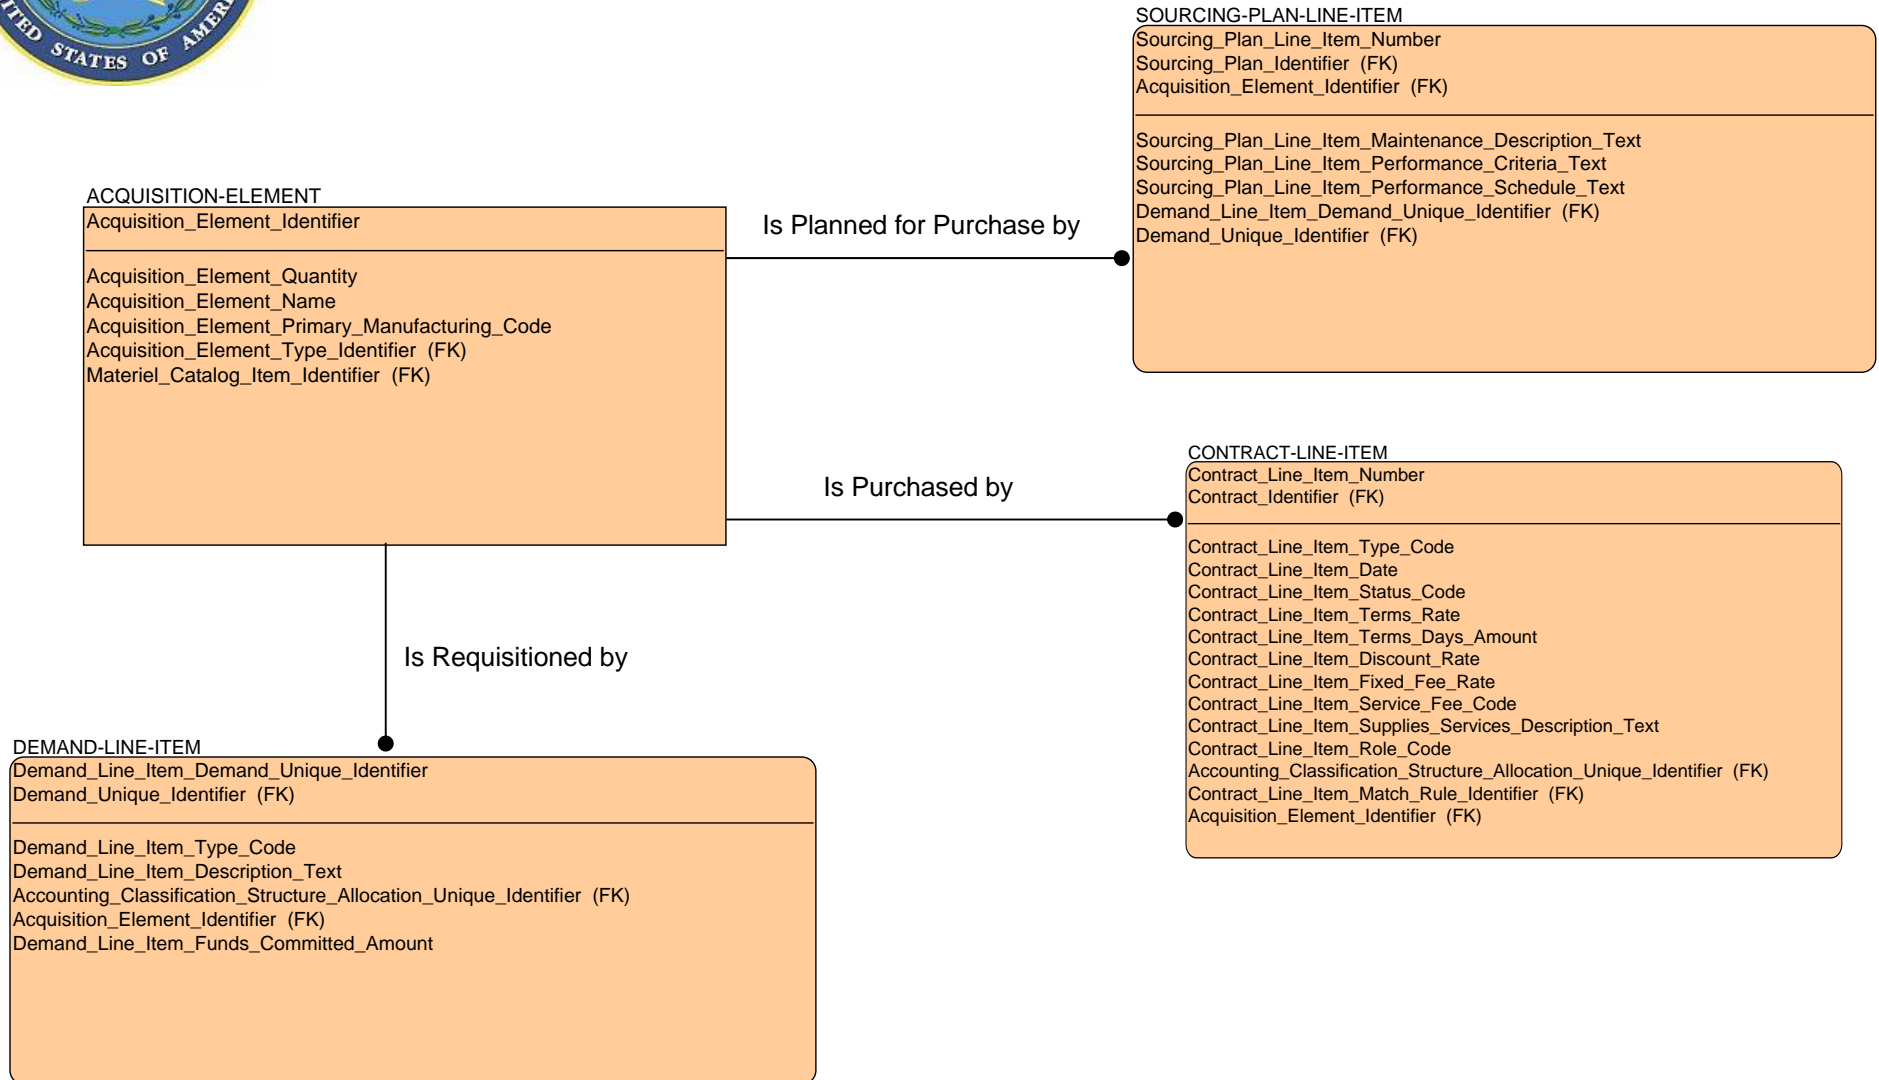 UNITED STATES OF AMERICA
SOURCING-PLAN-LINE-ITEM
Sourcing_Plan_Line_Item_Number
Sourcing_Plan_Identifier (FK)
Acquisition_Element_Identifier (FK)
Sourcing_Plan_Line_Item_Maintenance_Description_Text
Sourcing_Plan_Line_Item_Performance_Criteria_Text
Sourcing_Plan_Line_Item_Performance_Schedule_Text
Demand_Line_Item_Demand_Unique_Identifier (FK)
Demand_Unique_Identifier (FK)
ACQUISITION-ELEMENT
Acquisition_Element_Identifier
Acquisition_Element_Quantity
Acquisition_Element_Name
Acquisition_Element_Primary_Manufacturing_Code
Acquisition_Element_Type_Identifier (FK)
Materiel_Catalog_Item_Identifier (FK)
Is Planned for Purchase by
Is Purchased by
CONTRACT-LINE-ITEM
Contract_Line_Item_Number
Contract_Identifier (FK)
Contract_Line_Item_Type_Code
Contract_Line_Item_Date
Contract_Line_Item_Status_Code
Contract_Line_Item_Terms_Rate
Contract_Line_Item_Terms_Days_Amount
Contract_Line_Item_Discount_Rate
Contract_Line_Item_Fixed_Fee_Rate
Contract_Line_Item_Service_Fee_Code
Contract_Line_Item_Supplies_Services_Description_Text
Contract_Line_Item_Role_Code
Accounting_Classification_Structure_Allocation_Unique_Identifier (FK)
Contract_Line_Item_Match_Rule_Identifier (FK)
Acquisition_Element_Identifier (FK)
Is Requisitioned by
DEMAND-LINE-ITEM
Demand_Line_Item_Demand_Unique_Identifier
Demand_Unique_Identifier (FK)
Demand_Line_Item_Type_Code
Demand_Line_Item_Description_Text
Accounting_Classification_Structure_Allocation_Unique_Identifier (FK)
Acquisition_Element_Identifier (FK)
Demand_Line_Item_Funds_Committed_Amount